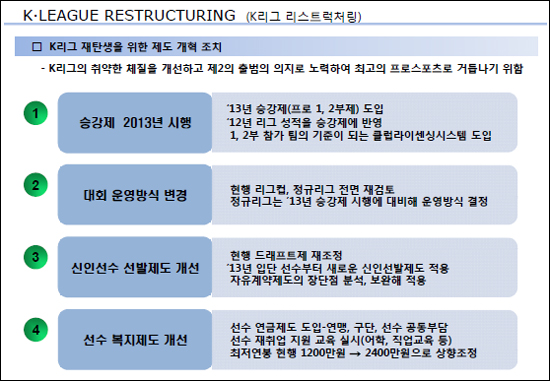 K·LEAGUE RESTRUCTURING (K리그 리스트럭처링)
□ K리그 재탄생을 위한 제도 개혁 조치
- K리그의 취약한 체질을 개선하고 제2의 출범의 의지로 노력하여 최고의 프로스포츠로 거듭나기 위함
1
승강제 2013년 시행
'13년 승강제(프로 1, 2부제) 도입
'12년 리그 성적을 승강제에 반영
1, 2부 참가 팀의 기준이 되는 클럽라이센싱시스템 도입
2
대회 운영방식 변경
현행 리그컵, 정규리그 전면 재검토
정규리그는 '13년 승강제 시행에 대비해 운영방식 결정
3
신인선수 선발제도 개선
현행 드래프트제 재조정
'13년 입단 선수부터 새로운 신인선발제도 적용
자유계약제도의 장단점 분석, 보완해 적용
4
선수 복지제도 개선
선수 연금제도 도입-연맹, 구단, 선수 공동부담
선수 재취업 지원 교육 실시(어학, 직업교육 등)
최저연봉 현행 1200만원 → 2400만원으로 상향조정